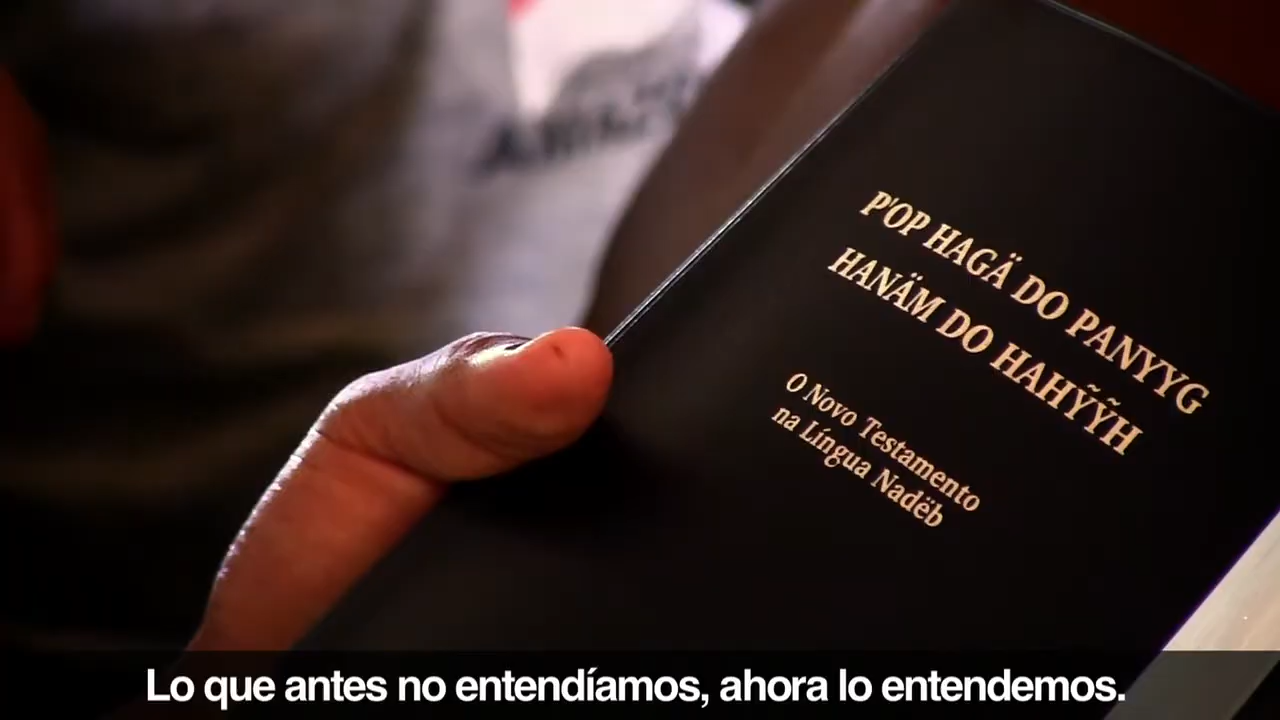 P'OP HAGÄ DO PANYYG
HANÄM DO HAHỸỸH
O Novo Testamento
na Língua Nadëb
Lo que antes no entendíamos, ahora lo entendemos.